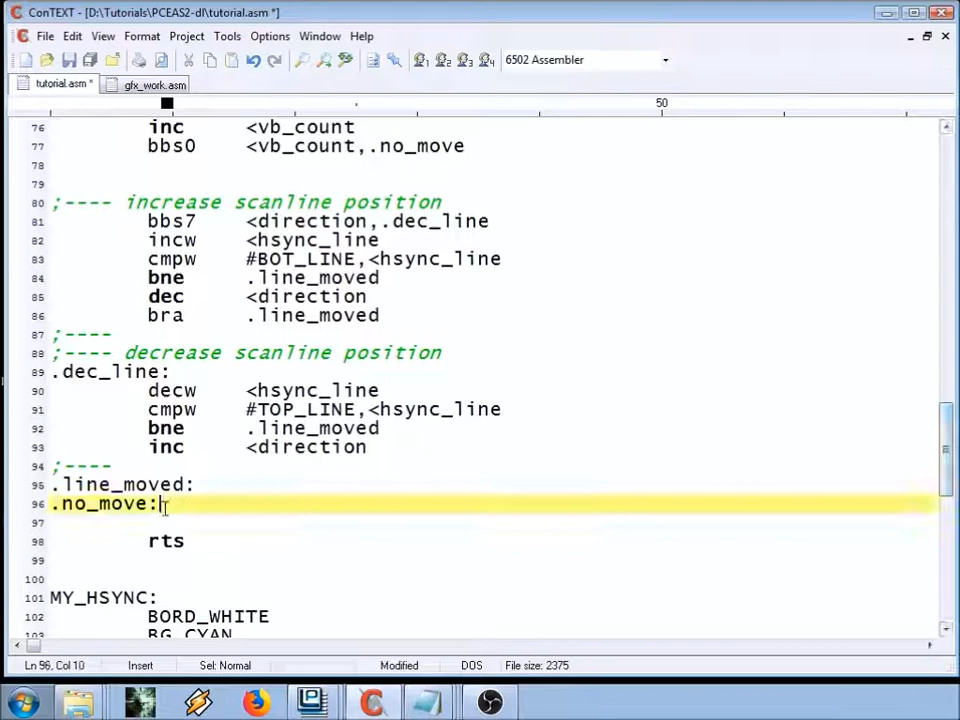 ConTEXT - [D:\Tutorials\PCEAS2-dl\tutorial.asm *]
File Edit View Format Project Tools Options Window Help
6502 Assembler
tutorial.asm * gfx_work.asm
50
76 inc <vb_count
77 bbs0 <vb_count,.no_move
78
79
80 ;---- increase scanline position
81 bbs7 <direction,.dec_line
82 incw <hsync_line
83 cmpw #BOT_LINE,<hsync_line
84 bne .line_moved
85 dec <direction
86 bra .line_moved
87 ;----
88 ;---- decrease scanline position
89 .dec_line:
90 decw <hsync_line
91 cmpw #TOP_LINE,<hsync_line
92 bne .line_moved
93 inc <direction
94 ;----
95 .line_moved:
96 .no_move:
97
98 rts
99
100
101 MY_HSYNC:
102 BORD_WHITE
103 BG_CYAN
Ln 96, Col 10 Insert Sel: Normal Modified DOS File size: 2375